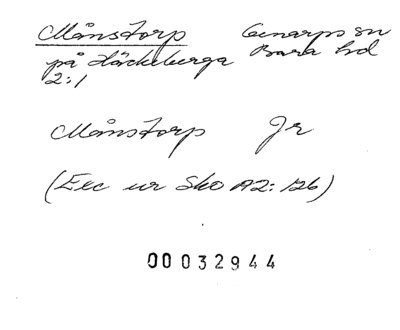 Månstorp Genarps sn
på Häckeberga Bara hd
2:1
Månstorp Jr
(Exc ur Sko A2:126)
00032944